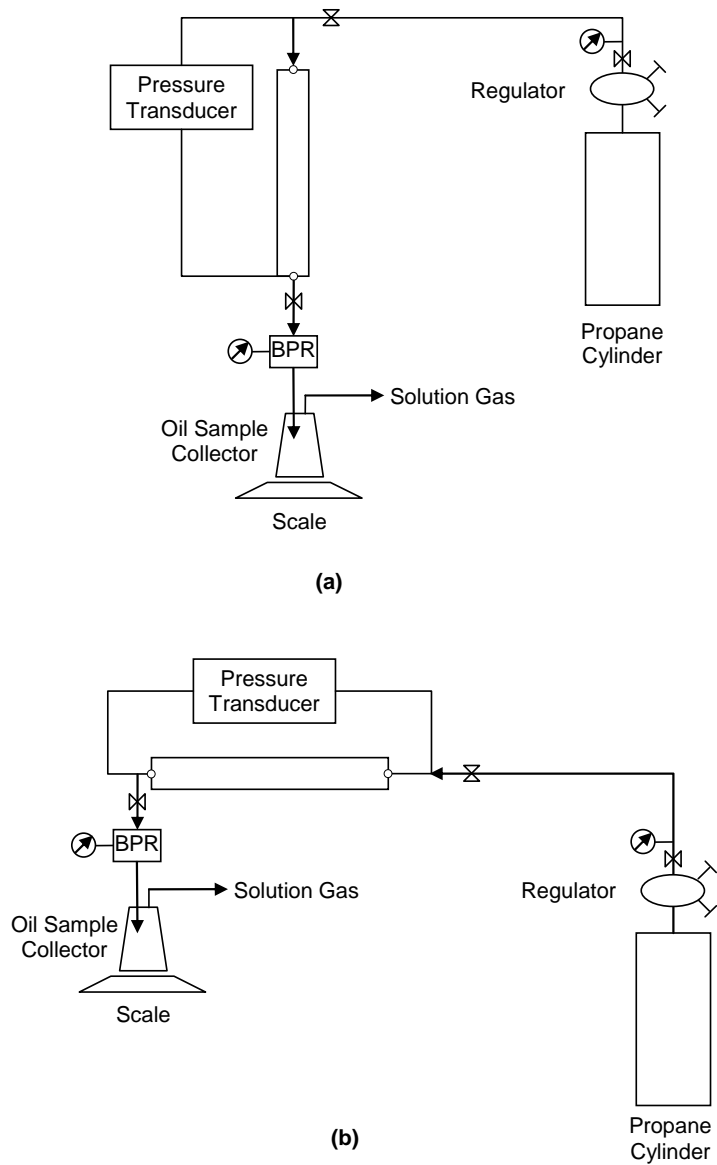 Pressure
Transducer
Regulator
Propane
Cylinder
BPR
Solution Gas
Oil Sample
Collector
Scale
(a)
Pressure
Transducer
BPR
Solution Gas
Regulator
Oil Sample
Collector
Scale
Propane
Cylinder
(b)